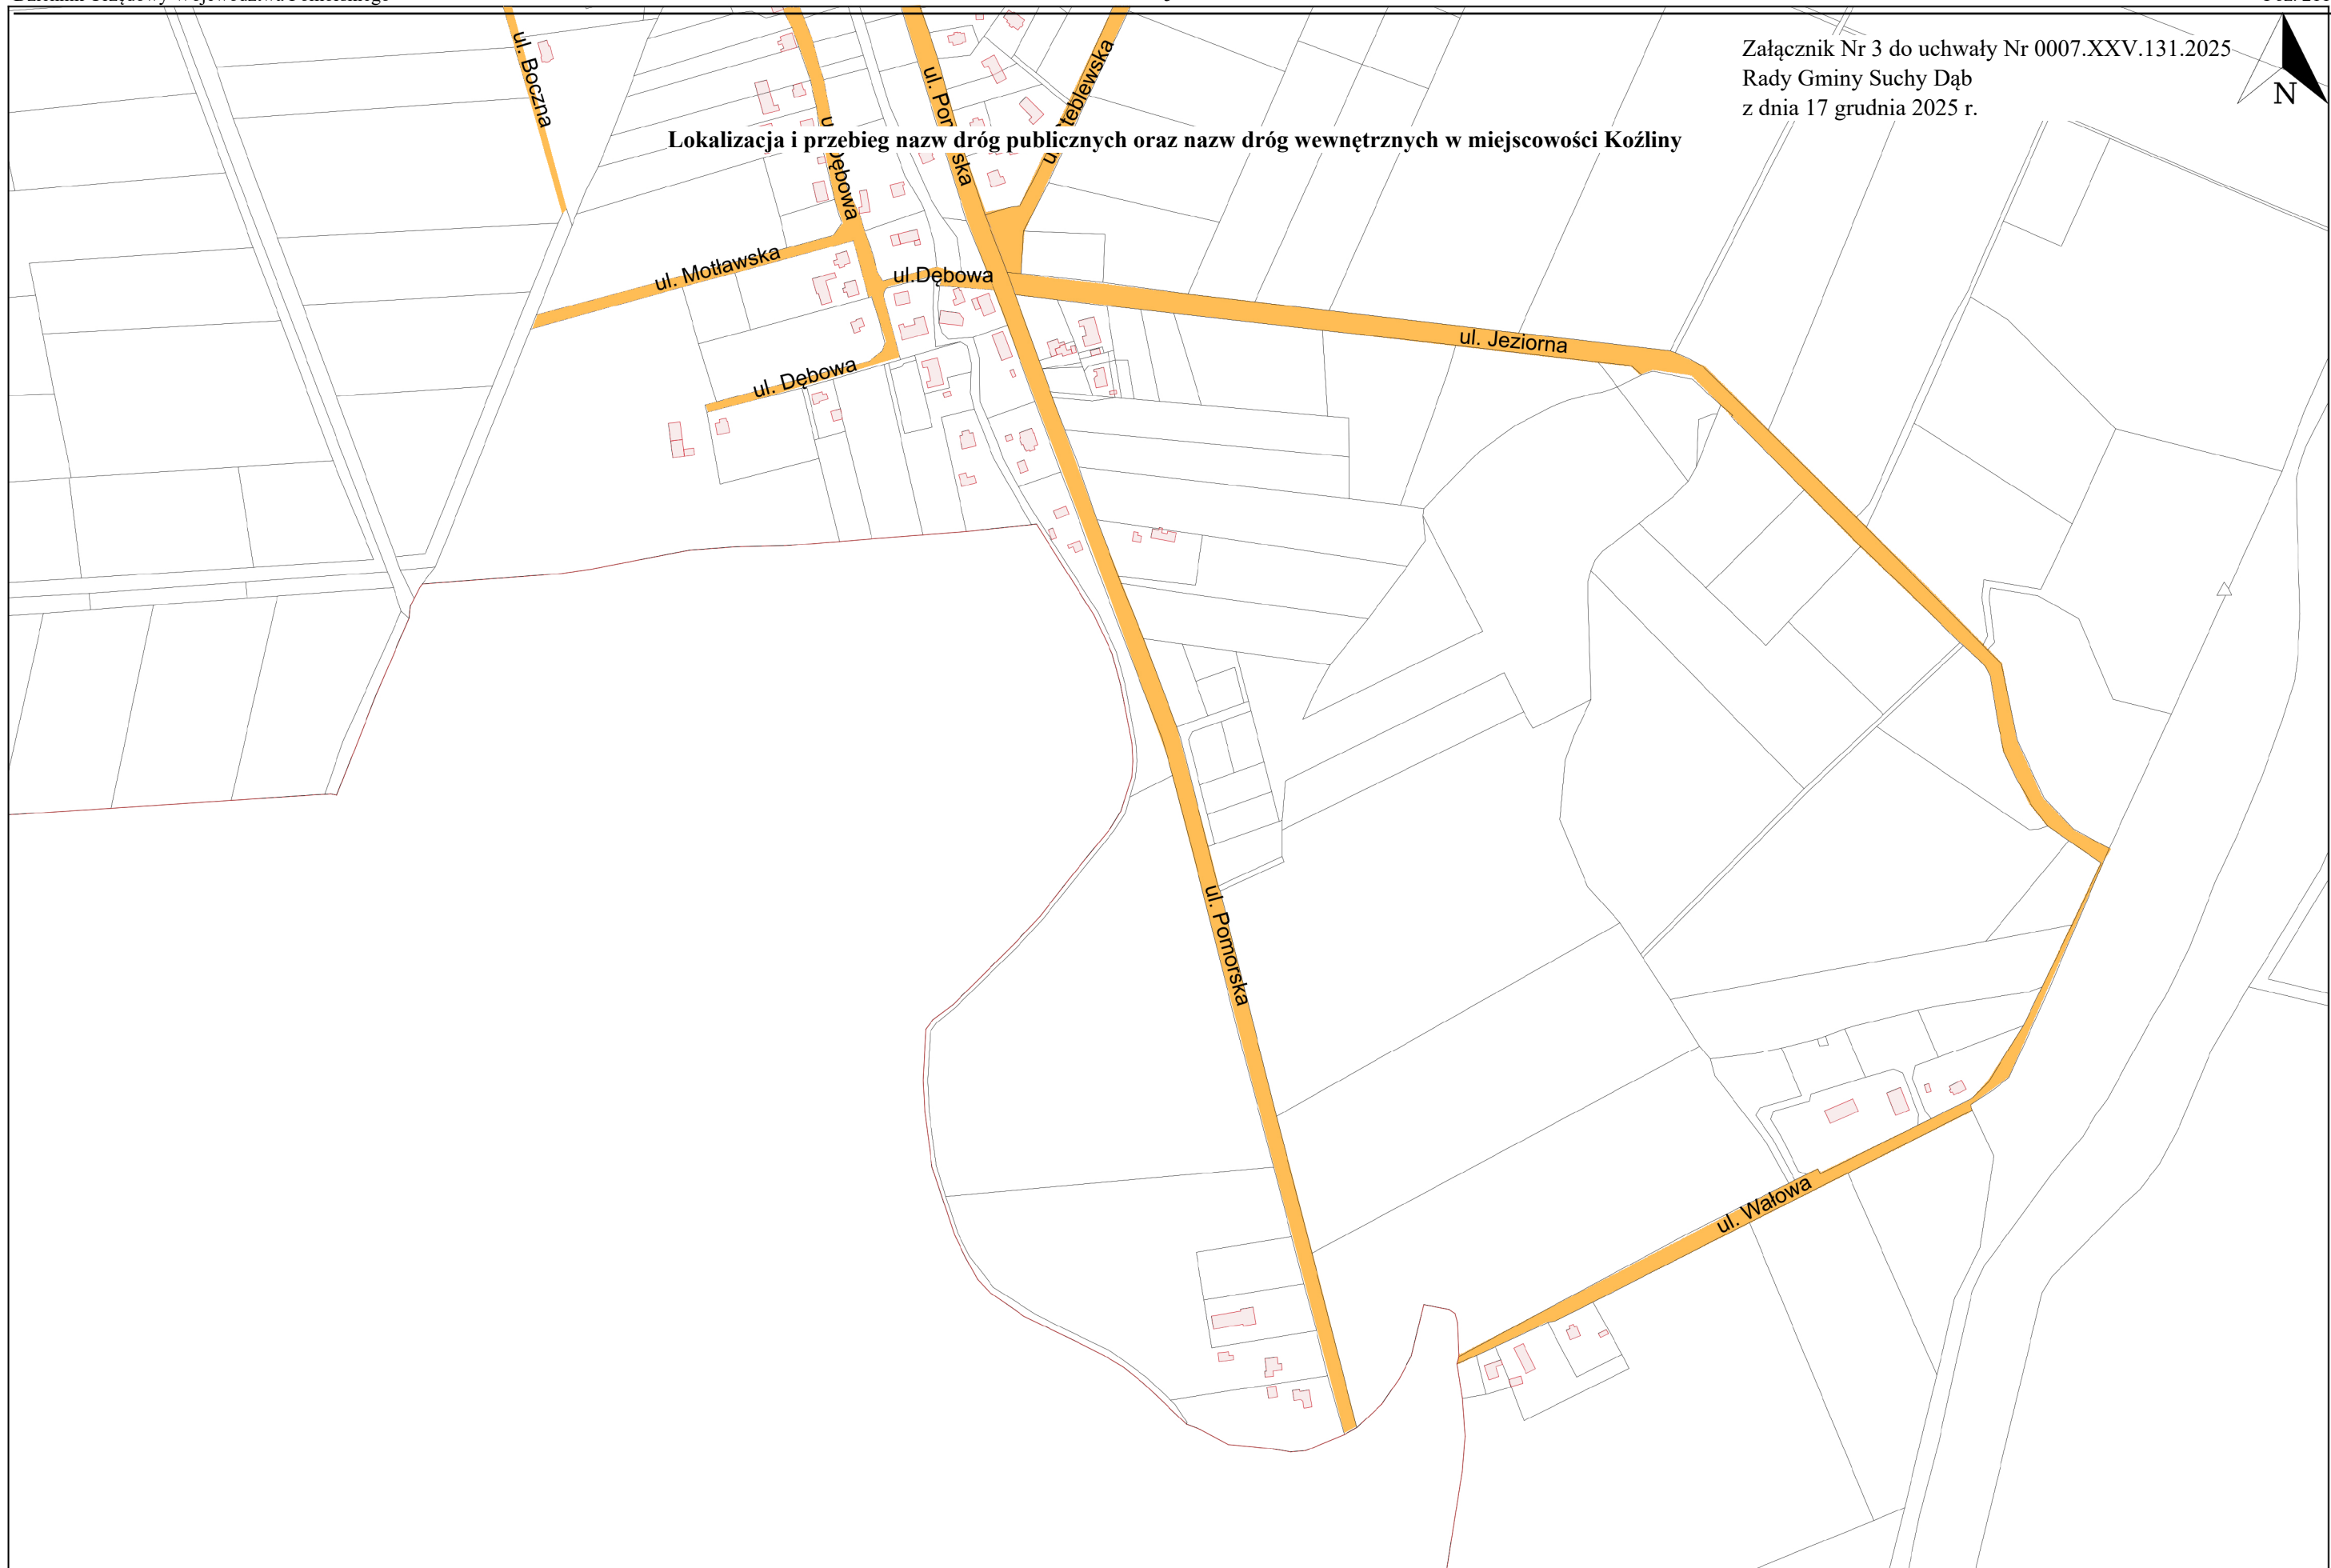 Załącznik Nr 3 do uchwały Nr 0007.XXV.131.2025
Rady Gminy Suchy Dąb
z dnia 17 grudnia 2025 r.
N
Lokalizacja i przebieg nazw dróg publicznych oraz nazw dróg wewnętrznych w miejscowości Koźliny
ul. Boczna
Dębowa
ul. Motławska
ul.Dębowa
ul. Jeziorna
ul. Dębowa
ul. Pomorska
ul. Wałowa